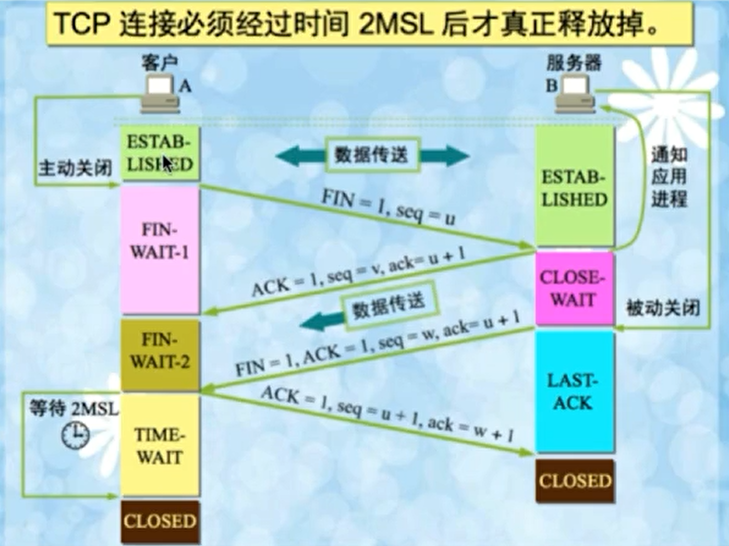 TCP 连接必须经过时间 2MSL 后才真正释放掉。
客户
A
服务器
B
ESTAB-
LISHED
主动关闭
数据传送
ESTAB-
LISHED
通知
应用
进程
FIN = 1, seq = u
FIN-
WAIT-1
ACK = 1, seq = v, ack= u + 1
CLOSE-
WAIT
被动关闭
数据传送
FIN-
WAIT-2
FIN = 1, ACK = 1, seq = w, ack= u + 1
LAST-
ACK
等待 2MSL
ACK = 1, seq = u + 1, ack = w + 1
TIME-
WAIT
CLOSED
CLOSED